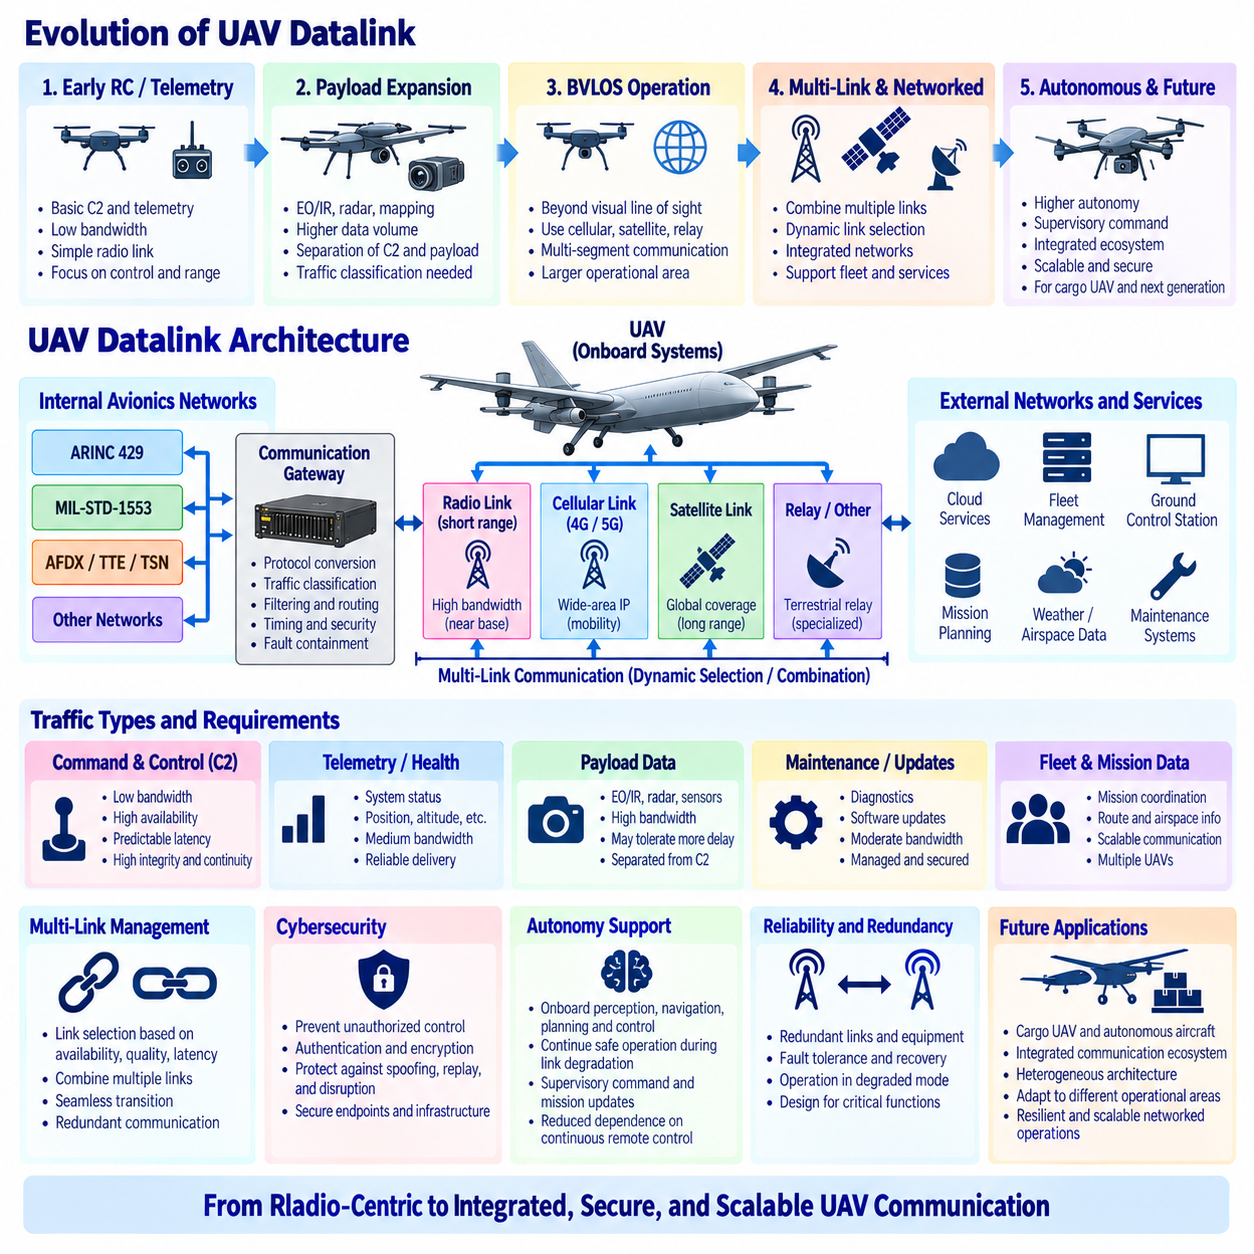 Evolution of UAV Datalink
1. Early RC / Telemetry
• Basic C2 and telemetry
• Low bandwidth
• Simple radio link
• Focus on control and range
2. Payload Expansion
• EO/IR, radar, mapping
• Higher data volume
• Separation of C2 and payload
• Traffic classification needed
3. BVLOS Operation
• Beyond visual line of sight
• Use cellular, satellite, relay
• Multi-segment communication
• Larger operational area
4. Multi-Link & Networked
• Combine multiple links
• Dynamic link selection
• Integrated networks
• Support fleet and services
5. Autonomous & Future
• Higher autonomy
• Supervisory command
• Integrated ecosystem
• Scalable and secure
• For cargo UAV and next generation
UAV Datalink Architecture
UAV
(Onboard Systems)
Internal Avionics Networks
ARINC 429
MIL-STD-1553
AFDX / TTE / TSN
Other Networks
Communication
Gateway
• Protocol conversion
• Traffic classification
• Filtering and routing
• Timing and security
• Fault containment
Radio Link
(short range)
High bandwidth
(near base)
Cellular Link
(4G / 5G)
Wide-area IP
(mobility)
Satellite Link
Global coverage
(long range)
Relay / Other
Terrestrial relay
(specialized)
Multi-Link Communication (Dynamic Selection / Combination)
External Networks and Services
Cloud
Services
Fleet
Management
Ground
Control Station
Mission
Planning
Weather /
Airspace Data
Maintenance
Systems
Traffic Types and Requirements
Command & Control (C2)
• Low bandwidth
• High availability
• Predictable latency
• High integrity and continuity
Telemetry / Health
• System status
• Position, altitude, etc.
• Medium bandwidth
• Reliable delivery
Payload Data
• EO/IR, radar, sensors
• High bandwidth
• May tolerate more delay
• Separated from C2
Maintenance / Updates
• Diagnostics
• Software updates
• Moderate bandwidth
• Managed and secured
Fleet & Mission Data
• Mission coordination
• Route and airspace info
• Scalable communication
• Multiple UAVs
Multi-Link Management
• Link selection based on
availability, quality, latency
• Combine multiple links
• Seamless transition
• Redundant communication
Cybersecurity
• Prevent unauthorized control
• Authentication and encryption
• Protect against spoofing, replay,
and disruption
• Secure endpoints and infrastructure
Autonomy Support
• Onboard perception, navigation,
planning and control
• Continue safe operation during
link degradation
• Supervisory command and
mission updates
• Reduced dependence on
continuous remote control
Reliability and Redundancy
• Redundant links and equipment
• Fault tolerance and recovery
• Operation in degraded mode
• Design for critical functions
Future Applications
• Cargo UAV and autonomous aircraft
• Integrated communication ecosystem
• Heterogeneous architecture
• Adapt to different operational areas
• Resilient and scalable networked
operations
From Rladio-Centric to Integrated, Secure, and Scalable UAV Communication